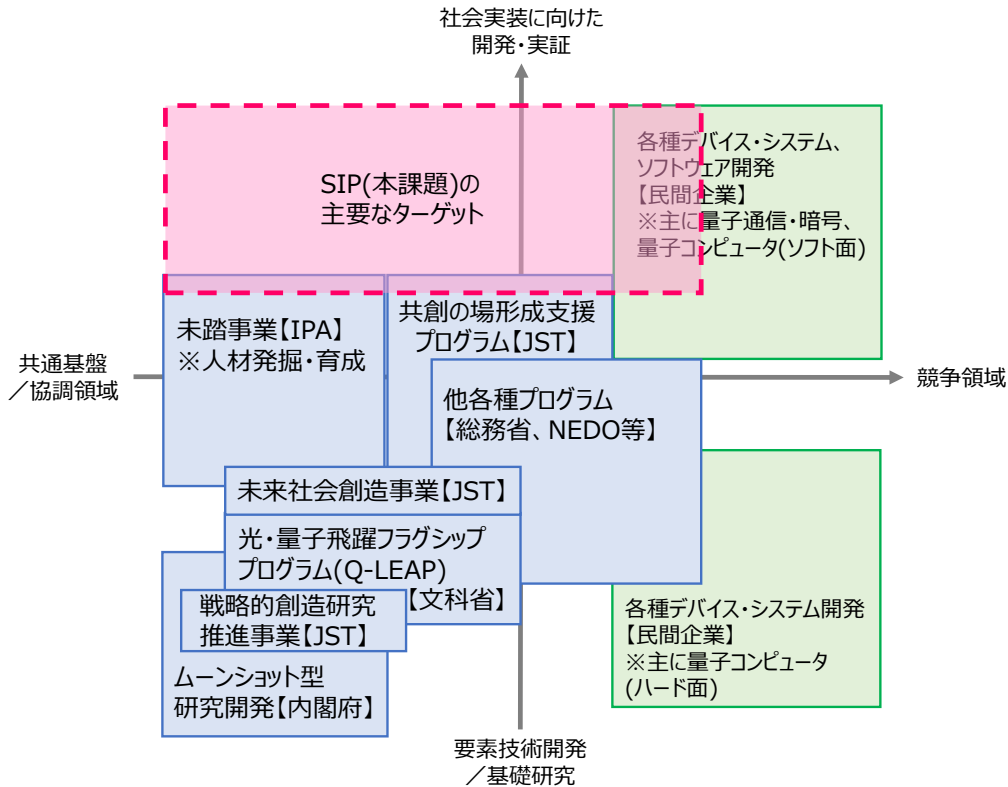 社会実装に向けた
開発・実証
SIP(本課題)の
主要なターゲット
各種デバイス・システム、
ソフトウェア開発
【民間企業】
※主に量子通信・暗号、
量子コンピュータ(ソフト面)
未踏事業【IPA】
※人材発掘・育成
共創の場形成支援
プログラム【JST】
共通基盤
／協調領域
競争領域
他各種プログラム
【総務省、NEDO等】
未来社会創造事業【JST】
光・量子飛躍フラグシップ
プログラム(Q-LEAP)
【文科省】
戦略的創造研究
推進事業【JST】
ムーンショット型
研究開発【内閣府】
各種デバイス・システム開発
【民間企業】
※主に量子コンピュータ
(ハード面)
要素技術開発
／基礎研究